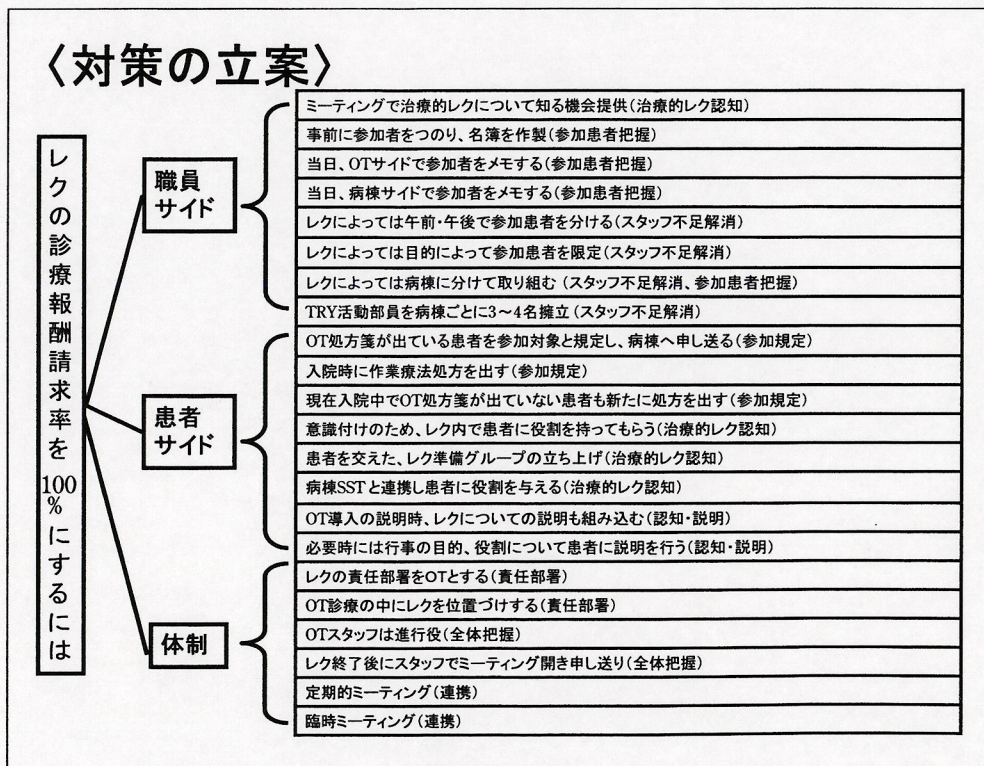 〈対策の立案〉
レクの診療報酬請求率を100%にするには
職員
サイド
ミーティングで治療的レクについて知る機会提供(治療的レク認知)
事前に参加者をつのり、名簿を作製(参加患者把握)
当日、OTサイドで参加者をメモする(参加患者把握)
当日、病棟サイドで参加者をメモする(参加患者把握)
レクによっては午前・午後で参加患者を分ける(スタッフ不足解消)
レクによっては目的によって参加患者を限定(スタッフ不足解消)
レクによっては病棟に分けて取り組む(スタッフ不足解消、参加患者把握)
TRY活動部員を病棟ごとに3～4名擁立(スタッフ不足解消)
患者
サイド
OT処方箋が出ている患者を参加対象と規定し、病棟へ申し送る(参加規定)
入院時に作業療法処方を出す(参加規定)
現在入院中でOT処方箋が出ていない患者も新たに処方を出す(参加規定)
意識付けのため、レク内で患者に役割を持ってもらう(治療的レク認知)
患者を交えた、レク準備グループの立ち上げ(治療的レク認知)
病棟SSTと連携し患者に役割を与える(治療的レク認知)
OT導入の説明時、レクについての説明も組み込む(認知・説明)
必要時には行事の目的、役割について患者に説明を行う(認知・説明)
体制
レクの責任部署をOTとする(責任部署)
OT診療の中にレクを位置づけする(責任部署)
OTスタッフは進行役(全体把握)
レク終了後にスタッフでミーティング開き申し送り(全体把握)
定期的ミーティング(連携)
臨時ミーティング(連携)